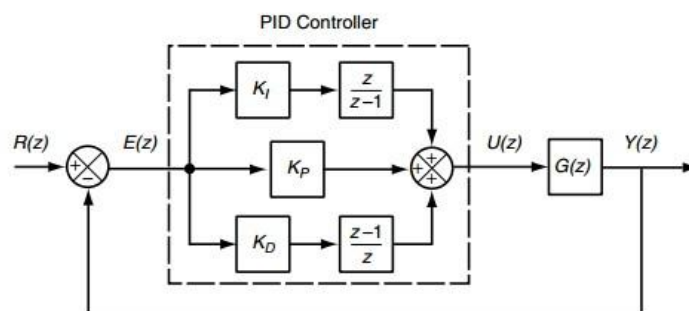 PID Controller
K_I
z
z−1
R(z)
E(z)
U(z)
Y(z)
+
−
K_P
+
+
+
G(z)
K_D
z−1
z